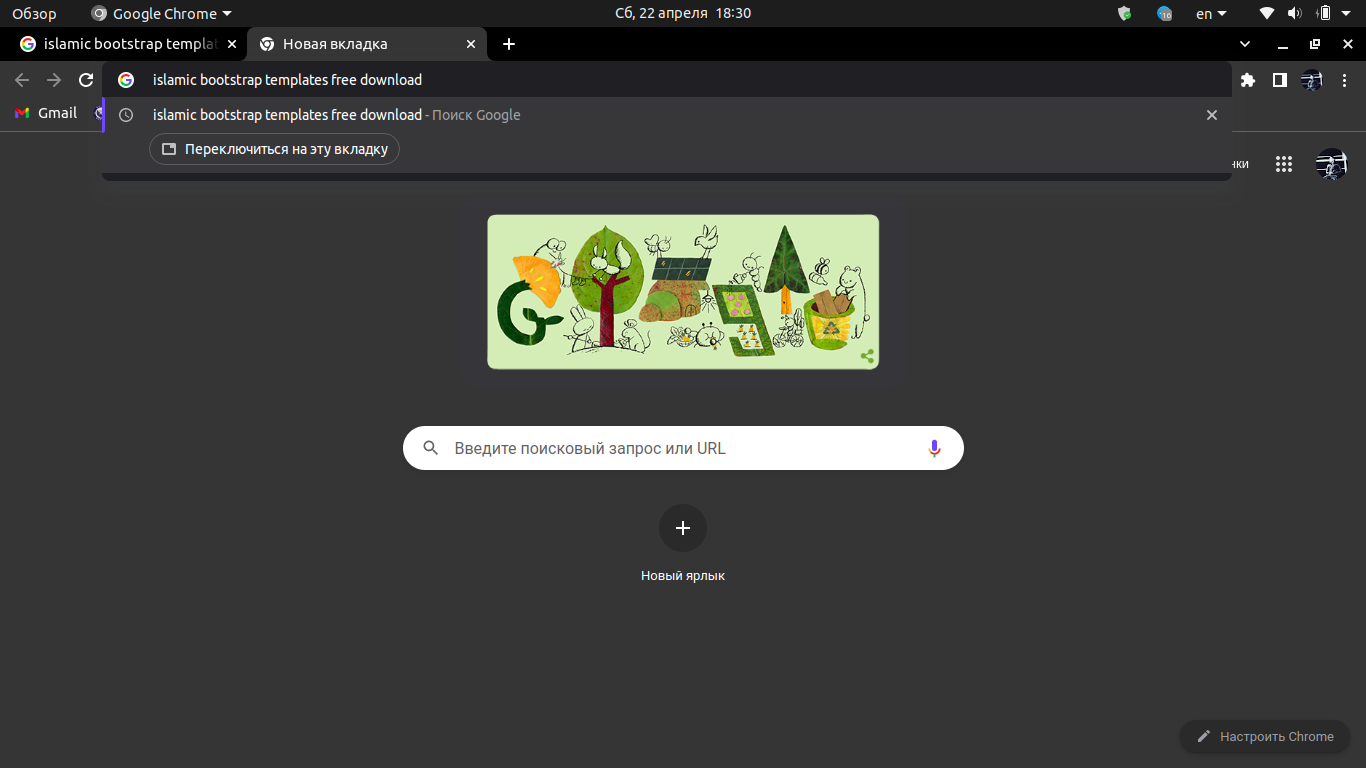 Обзор Google Chrome Сб, 22 апреля 18:30 16 en
islamic bootstrap templat Новая вкладка
islamic bootstrap templates free download
Gmail islamic bootstrap templates free download - Поиск Google
Переключиться на эту вкладку
нки
Введите поисковый запрос или URL
Новый ярлык
Настроить Chrome